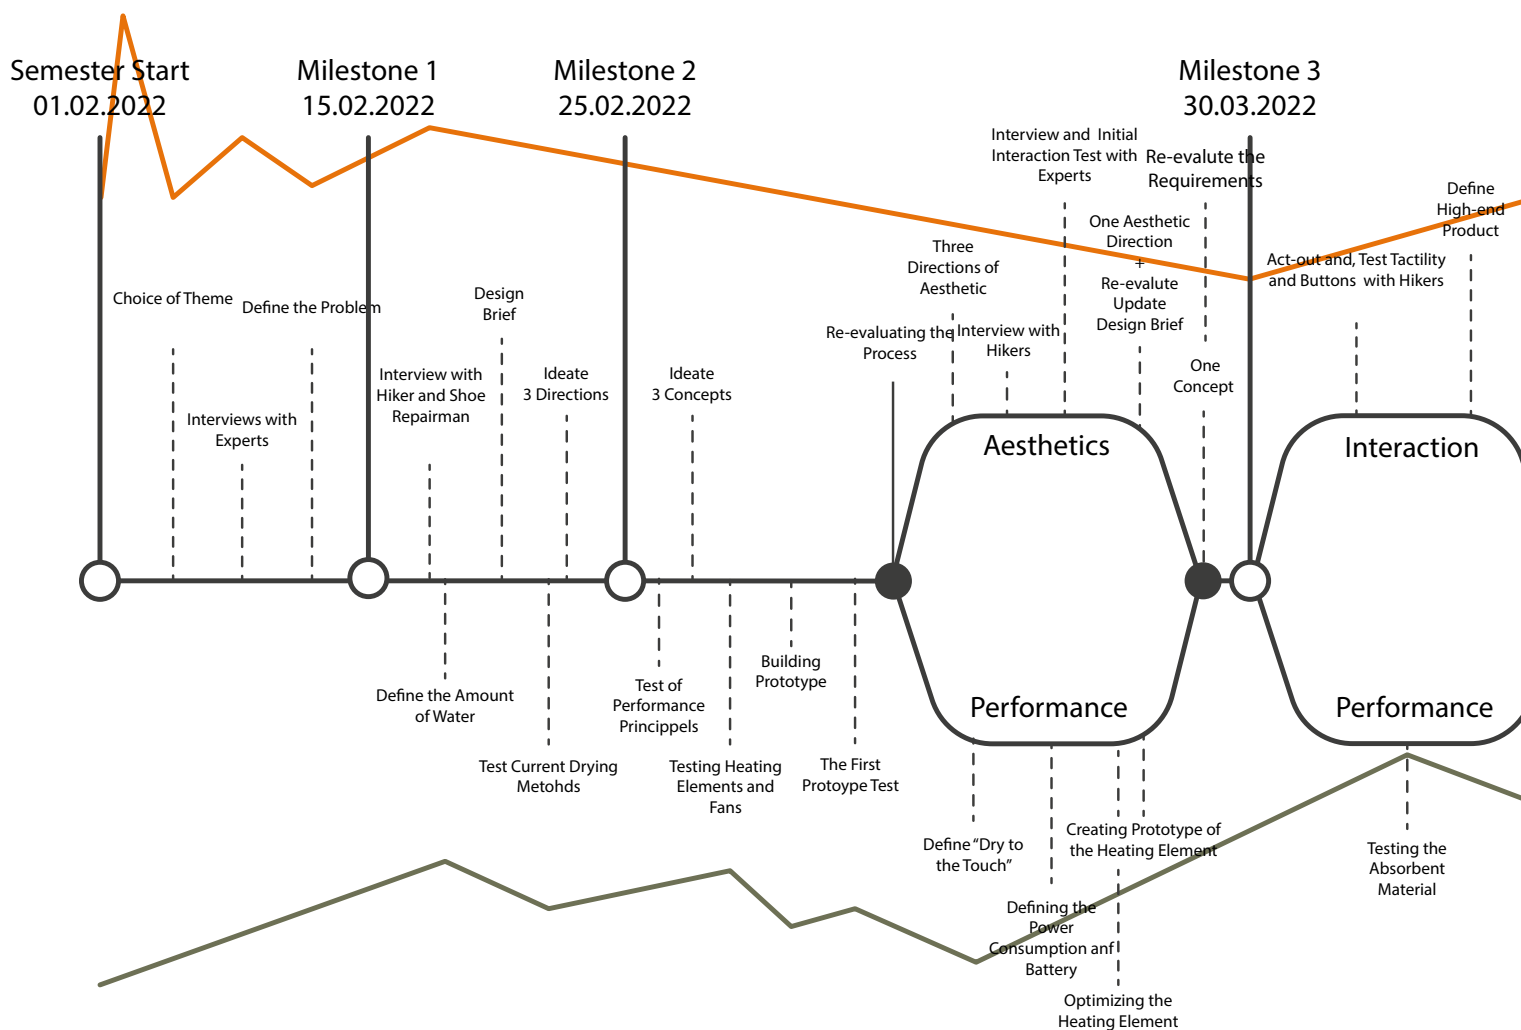 Semester Start
01.02.2022
Milestone 1
15.02.2022
Milestone 2
25.02.2022
Milestone 3
30.03.2022
Choice of Theme
Interviews with
Experts
Define the Problem
Interview with
Hiker and Shoe
Repairman
Design
Brief
Ideate
3 Directions
Ideate
3 Concepts
Re-evaluating the
Process
Three
Directions of
Aesthetic
Interview with
Hikers
Interview and Initial
Interaction Test with
Experts
One Aesthetic
Direction
+
Re-evalute
Update
Design Brief
Re-evalute the
Requirements
One
Concept
Act-out and, Test Tactility
and Buttons with Hikers
Define
High-end
Product
Aesthetics
Performance
Interaction
Performance
Define the Amount
of Water
Test Current Drying
Metohds
Test of
Performance
Princippels
Testing Heating
Elements and
Fans
Building
Prototype
The First
Protoype Test
Define “Dry to
the Touch”
Defining the
Power
Consumption anf
Battery
Creating Prototype of
the Heating Element
Optimizing the
Heating Element
Testing the
Absorbent
Material